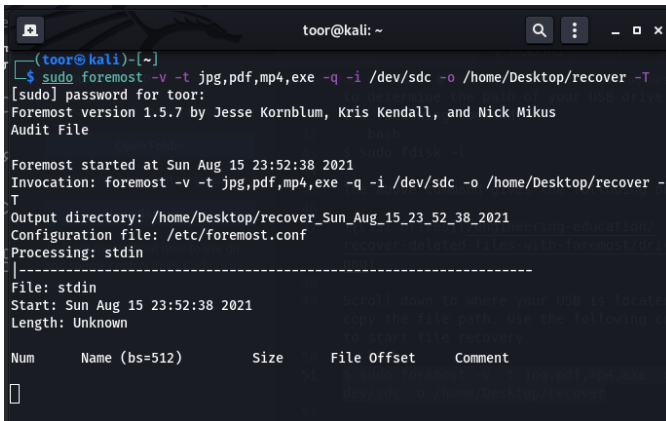 toor@kali: ~
(toor㉿kali)-[~]
$ sudo foremost -v -t jpg,pdf,mp4,exe -q -i /dev/sdc -o /home/Desktop/recover -T
[sudo] password for toor:
Foremost version 1.5.7 by Jesse Kornblum, Kris Kendall, and Nick Mikus
Audit File
Foremost started at Sun Aug 15 23:52:38 2021
Invocation: foremost -v -t jpg,pdf,mp4,exe -q -i /dev/sdc -o /home/Desktop/recover -
T
Output directory: /home/Desktop/recover_Sun_Aug_15_23_52_38_2021
Configuration file: /etc/foremost.conf
Processing: stdin
|------------------------------------------------------------------
File: stdin
Start: Sun Aug 15 23:52:38 2021
Length: Unknown
Num Name (bs=512) Size File Offset Comment